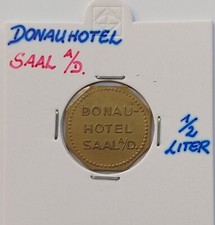 DONAUHOTEL
SAAL A/D.
DONAU-
HOTEL
SAAL A/D.
1/2
LITER